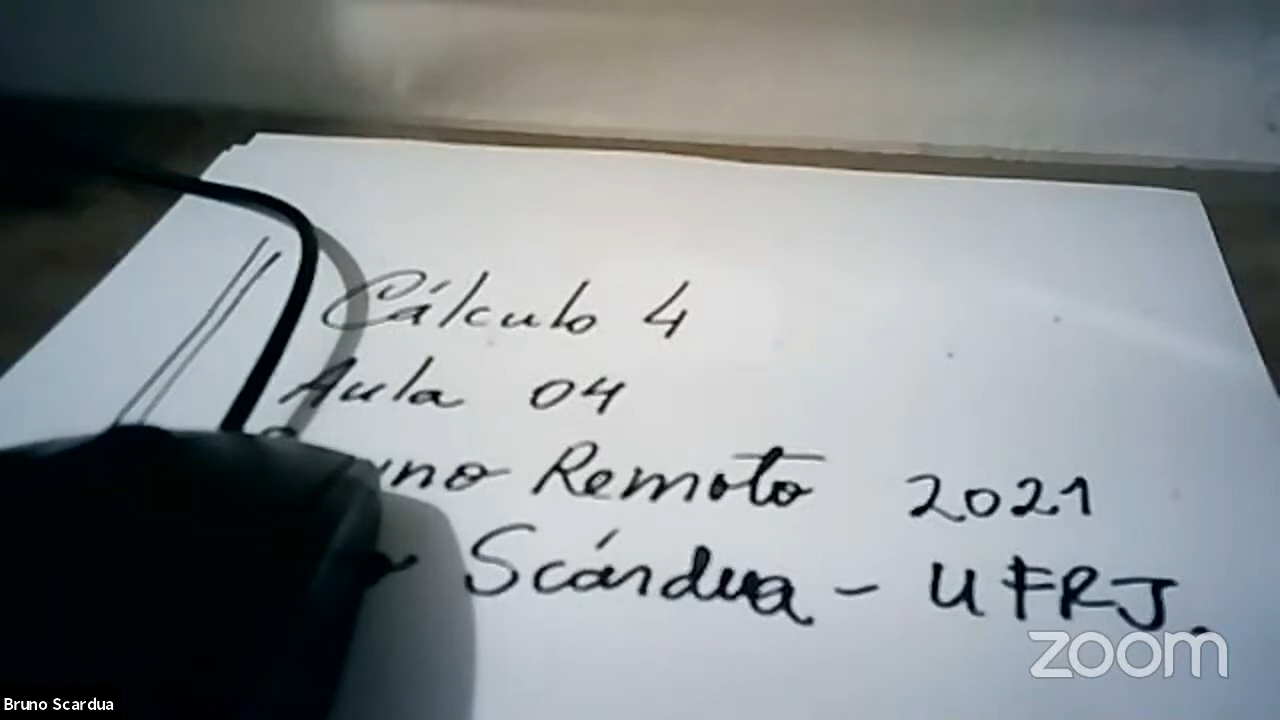 Cálculo 4
Aula 04
Remoto 2021
Scárdua - UFRJ.
zoom
Bruno Scardua